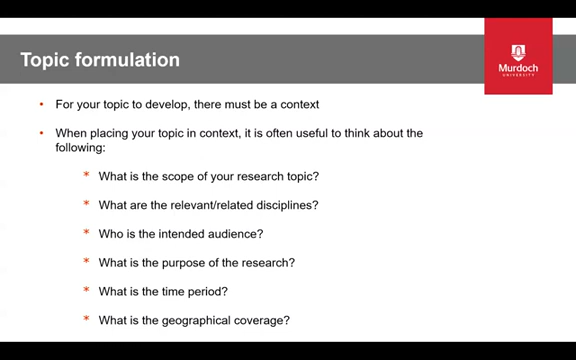 Topic formulation
Murdoch
UNIVERSITY
• For your topic to develop, there must be a context
• When placing your topic in context, it is often useful to think about the
following:
* What is the scope of your research topic?
* What are the relevant/related disciplines?
* Who is the intended audience?
* What is the purpose of the research?
* What is the time period?
* What is the geographical coverage?